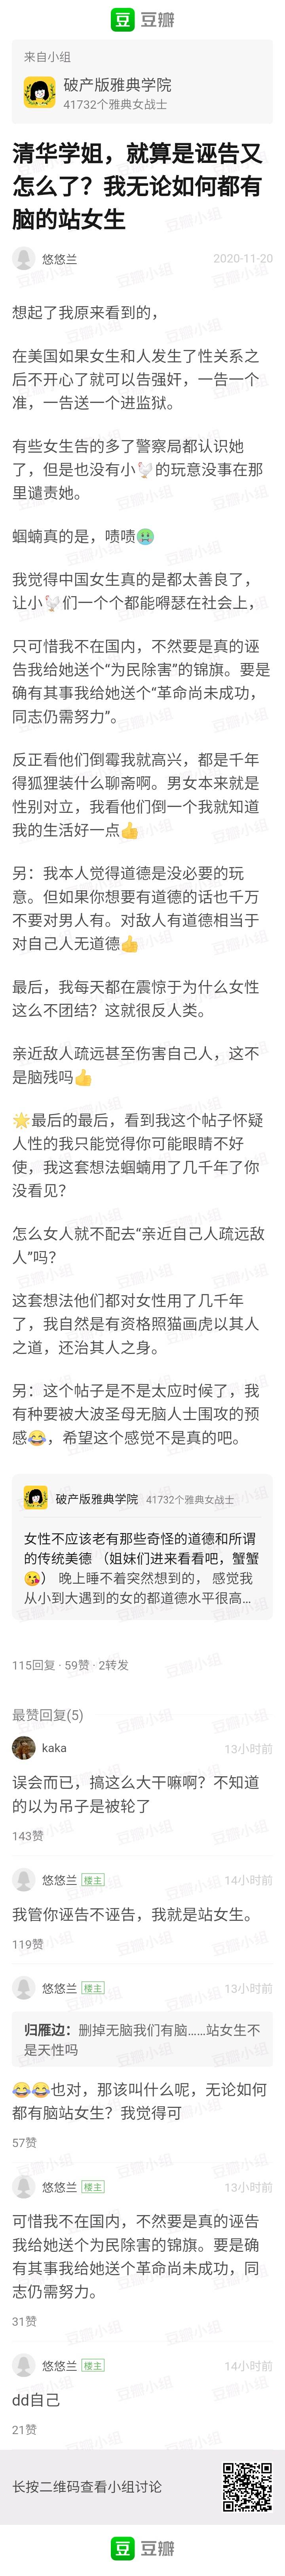 豆 豆瓣
来自小组
破产版雅典学院
41732个雅典女战士
清华学姐，就算是诬告又
怎么了？我无论如何都有
脑的站女生
悠悠兰 2020-11-20
想起了我原来看到的，
在美国如果女生和人发生了性关系之
后不开心了就可以告强奸，一告一个
准，一告送一个进监狱。
有些女生告的多了警察局都认识她
了，但是也没有小🐓的玩意没事在那
里谴责她。
蝈蝻真的是，啧啧🤢
我觉得中国女生真的是都太善良了，
让小🐓们一个个都能嘚瑟在社会上，
只可惜我不在国内，不然要是真的诬
告我给她送个“为民除害”的锦旗。要是
确有其事我给她送个“革命尚未成功，
同志仍需努力”。
反正看他们倒霉我就高兴，都是千年
得狐狸装什么聊斋啊。男女本来就是
性别对立，我看他们倒一个我就知道
我的生活好一点👍
另：我本人觉得道德是没必要的玩
意。但如果你想要有道德的话也千万
不要对男人有。对敌人有道德相当于
对自己人无道德👍
最后，我每天都在震惊于为什么女性
这么不团结？这就很反人类。
亲近敌人疏远甚至伤害自己人，这不
是脑残吗👍
🌟最后的最后，看到我这个帖子怀疑
人性的我只能觉得你可能眼睛不好
使，我这套想法蝈蝻用了几千年了你
没看见？
怎么女人就不配去“亲近自己人疏远敌
人”吗？
这套想法他们都对女性用了几千年
了，我自然是有资格照猫画虎以其人
之道，还治其人之身。
另：这个帖子是不是太应时候了，我
有种要被大波圣母无脑人士围攻的预
感😂，希望这个感觉不是真的吧。
破产版雅典学院 41732个雅典女战士
女性不应该老有那些奇怪的道德和所谓
的传统美德 （姐妹们进来看看吧，蟹蟹
😘） 晚上睡不着突然想到的， 感觉我
从小到大遇到的女的都道德水平很高...
115回复 · 59赞 · 2转发
最赞回复(5)
kaka 13小时前
误会而已，搞这么大干嘛啊？不知道
的以为吊子是被轮了
143赞
悠悠兰 楼主 14小时前
我管你诬告不诬告，我就是站女生。
119赞
悠悠兰 楼主 13小时前
归雁边：删掉无脑我们有脑......站女生不
是天性吗
😂😂也对，那该叫什么呢，无论如何
都有脑站女生？我觉得可
57赞
悠悠兰 楼主 13小时前
可惜我不在国内，不然要是真的诬告
我给她送个为民除害的锦旗。要是确
有其事我给她送个革命尚未成功，同
志仍需努力。
31赞
悠悠兰 楼主 14小时前
dd自己
21赞
长按二维码查看小组讨论
豆 豆瓣